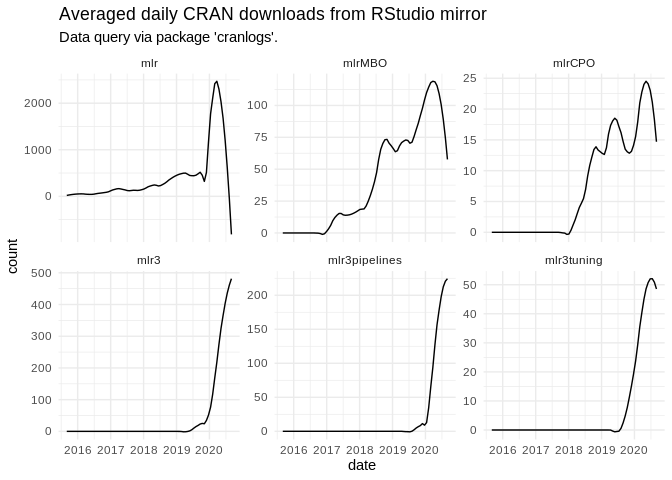 Averaged daily CRAN downloads from RStudio mirror
Data query via package 'cranlogs'.
mlr
mlrMBO
mlrCPO
2000
1000
0
100
75
50
25
0
25
20
15
10
5
0
count
mlr3
mlr3pipelines
mlr3tuning
500
400
300
200
100
0
200
150
100
50
0
50
40
30
20
10
0
2016 2017 2018 2019 2020
2016 2017 2018 2019 2020
2016 2017 2018 2019 2020
date